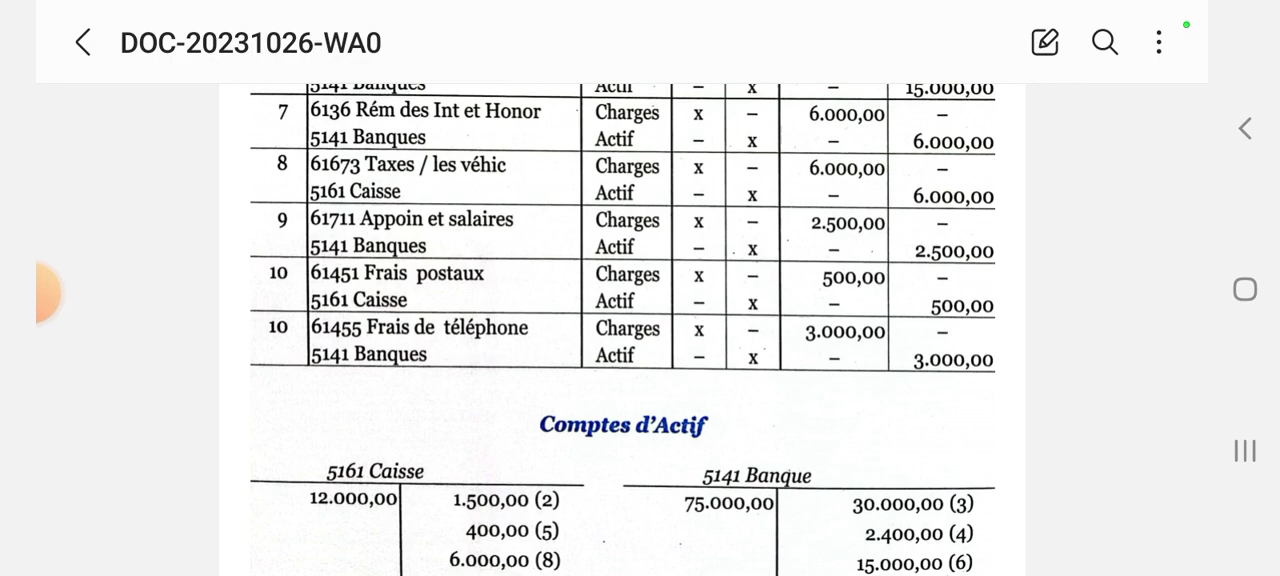 DOC-20231026-WA0
5141 Banques Actif – x – 15.000,00
7 6136 Rém des Int et Honor Charges x – 6.000,00 –
5141 Banques Actif – x – 6.000,00
8 61673 Taxes / les véhic Charges x – 6.000,00 –
5161 Caisse Actif – x – 6.000,00
9 61711 Appoin et salaires Charges x – 2.500,00 –
5141 Banques Actif – x – 2.500,00
10 61451 Frais postaux Charges x – 500,00 –
5161 Caisse Actif – x – 500,00
10 61455 Frais de téléphone Charges x – 3.000,00 –
5141 Banques Actif – x – 3.000,00
Comptes d'Actif
5161 Caisse 5141 Banque
12.000,00 1.500,00 (2) 75.000,00 30.000,00 (3)
400,00 (5) 2.400,00 (4)
6.000,00 (8) 15.000,00 (6)